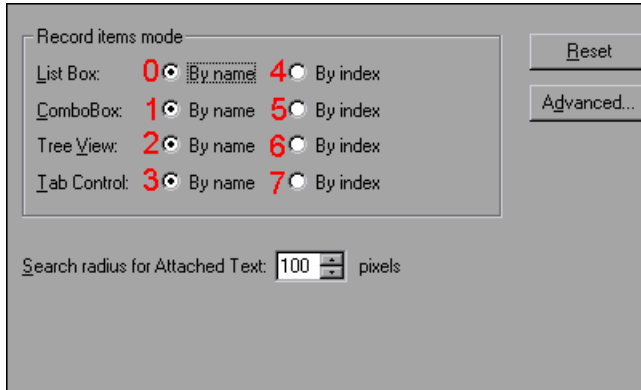 Record items mode
List Box: 0 By name 4 By index
ComboBox: 1 By name 5 By index
Tree View: 2 By name 6 By index
Tab Control: 3 By name 7 By index
Reset
Advanced...
Search radius for Attached Text: 100 pixels